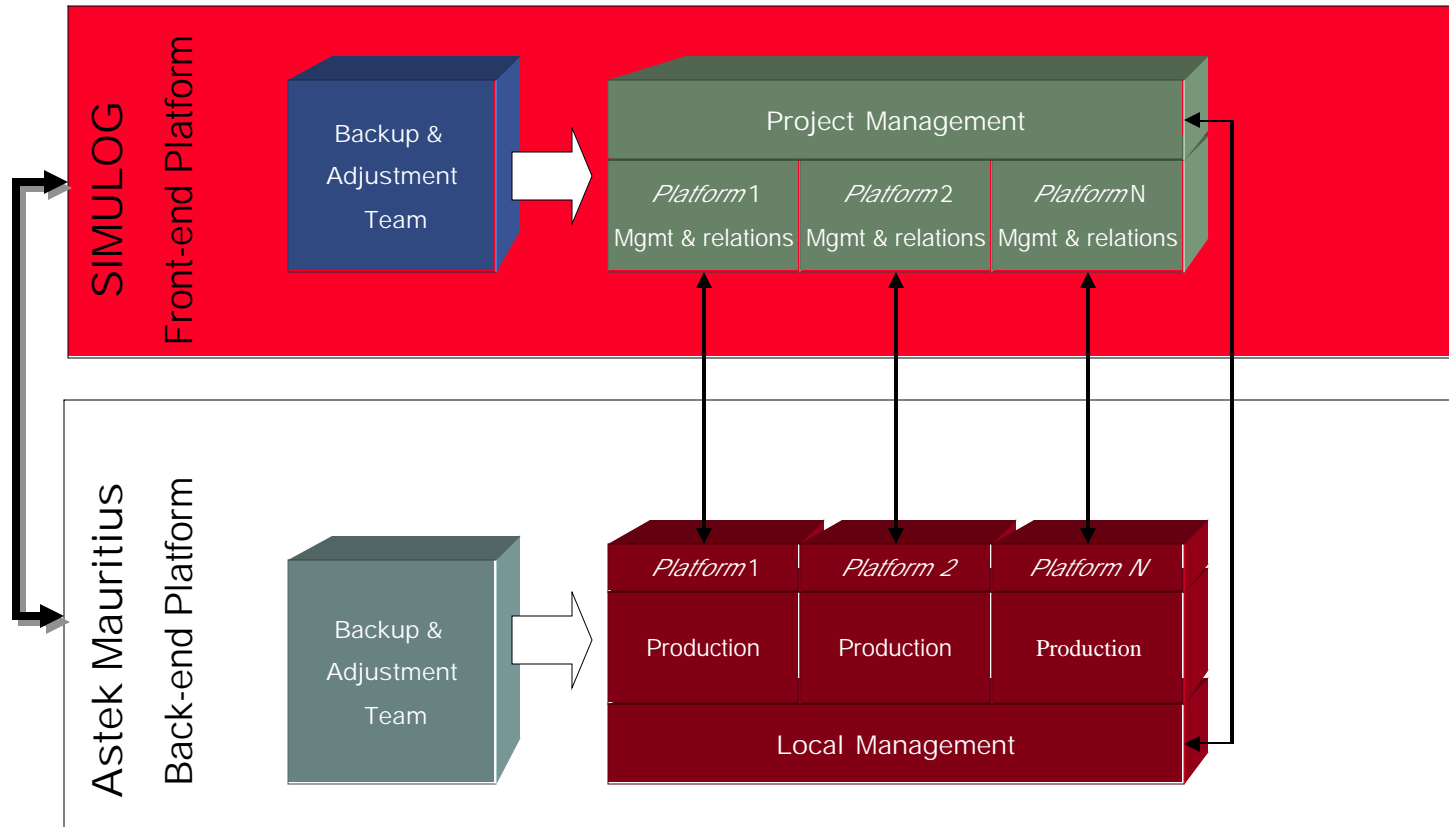 SIMULOG
Front-end Platform
Backup &
Adjustment
Team
Project Management
Platform 1
Mgmt & relations
Platform 2
Mgmt & relations
Platform N
Mgmt & relations
Astek Mauritius
Back-end Platform
Backup &
Adjustment
Team
Platform 1
Platform 2
Platform N
Production
Production
Production
Local Management